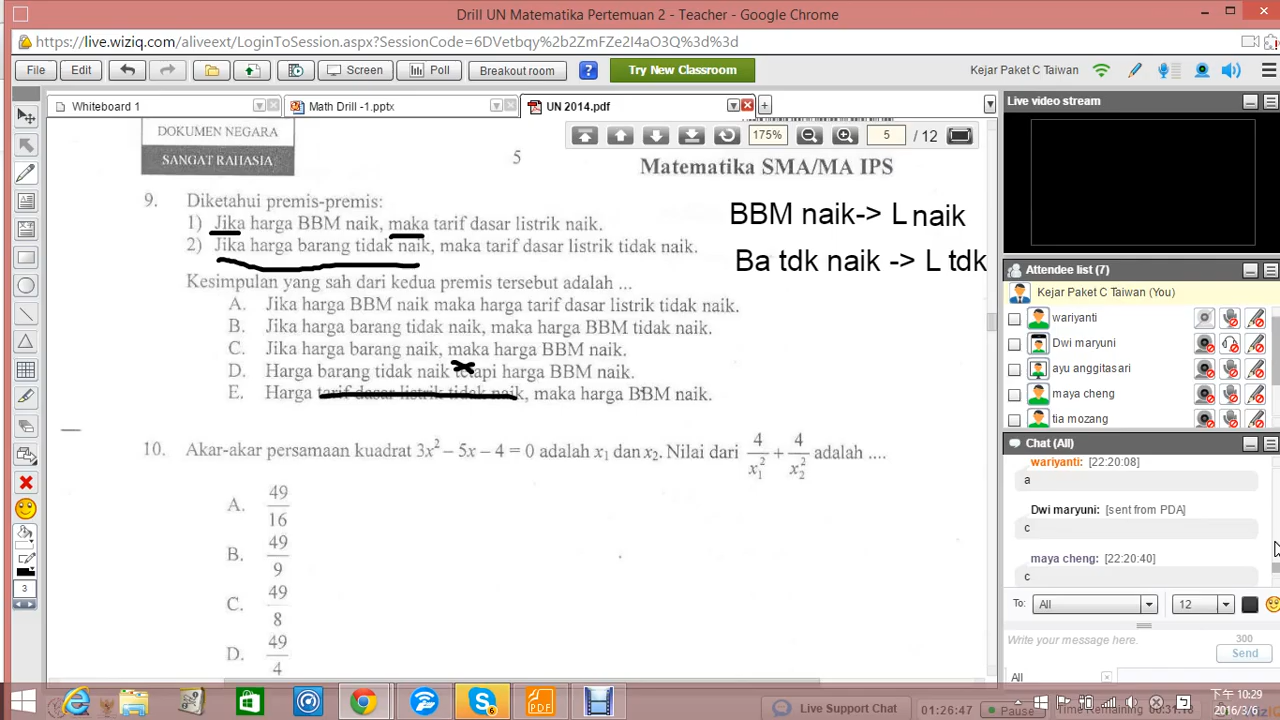 Drill UN Matematika Pertemuan 2 - Teacher - Google Chrome
https://live.wiziq.com/aliveext/LoginToSession.aspx?SessionCode=6DVetbqy%2b2ZmFZe2I4aO3Q%3d%3d
File Edit Screen Poll Breakout room ? Try New Classroom Kejar Paket C Taiwan
Whiteboard 1 Math Drill -1.pptx UN 2014.pdf
175% 5 / 12
DOKUMEN NEGARA
SANGAT RAHASIA
5
Matematika SMA/MA IPS
9. Diketahui premis-premis:
1) Jika harga BBM naik, maka tarif dasar listrik naik.
2) Jika harga barang tidak naik, maka tarif dasar listrik tidak naik.
BBM naik-> L naik
Ba tdk naik -> L tdk
Kesimpulan yang sah dari kedua premis tersebut adalah ...
A. Jika harga BBM naik maka harga tarif dasar listrik tidak naik.
B. Jika harga barang tidak naik, maka harga BBM tidak naik.
C. Jika harga barang naik, maka harga BBM naik.
D. Harga barang tidak naik tetapi harga BBM naik.
E. Harga tarif dasar listrik tidak naik, maka harga BBM naik.
10. Akar-akar persamaan kuadrat 3x² – 5x – 4 = 0 adalah x₁ dan x₂. Nilai dari 4/x₁² + 4/x₂² adalah ....
A. 49/16
B. 49/9
C. 49/8
D. 49/4
Live video stream
Attendee list (7)
Kejar Paket C Taiwan (You)
wariyanti
Dwi maryuni
ayu anggitasari
maya cheng
tia mozang
Chat (All)
wariyanti: [22:20:08]
a
Dwi maryuni: [sent from PDA]
c
maya cheng: [22:20:40]
c
To: All 12
Write your message here. 300
Send
All
3
Live Support Chat 01:26:47 Pause Time Remaining
下午 10:29
2016/3/6